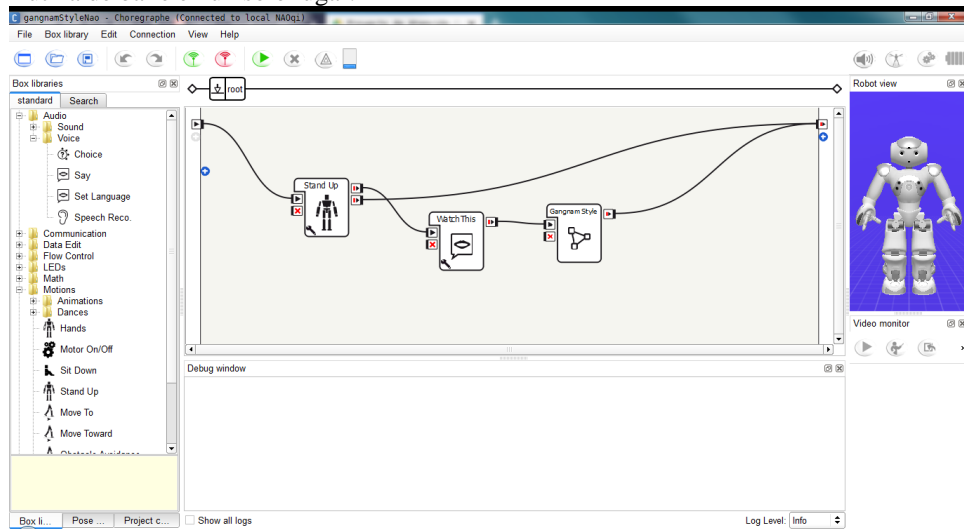 gangnamStyleNao - Choregraphe (Connected to local NAOqi)
File Box library Edit Connection View Help
Box libraries
standard Search
Audio
Sound
Voice
Choice
Say
Set Language
Speech Reco.
Communication
Data Edit
Flow Control
LEDs
Math
Motions
Animations
Dances
Hands
Motor On/Off
Sit Down
Stand Up
Move To
Move Toward
Obstacle Avoidance
Box li... Pose ... Project c...
root
Stand Up
Watch This
Gangnam Style
Debug window
Show all logs
Log Level: Info
Robot view
Video monitor